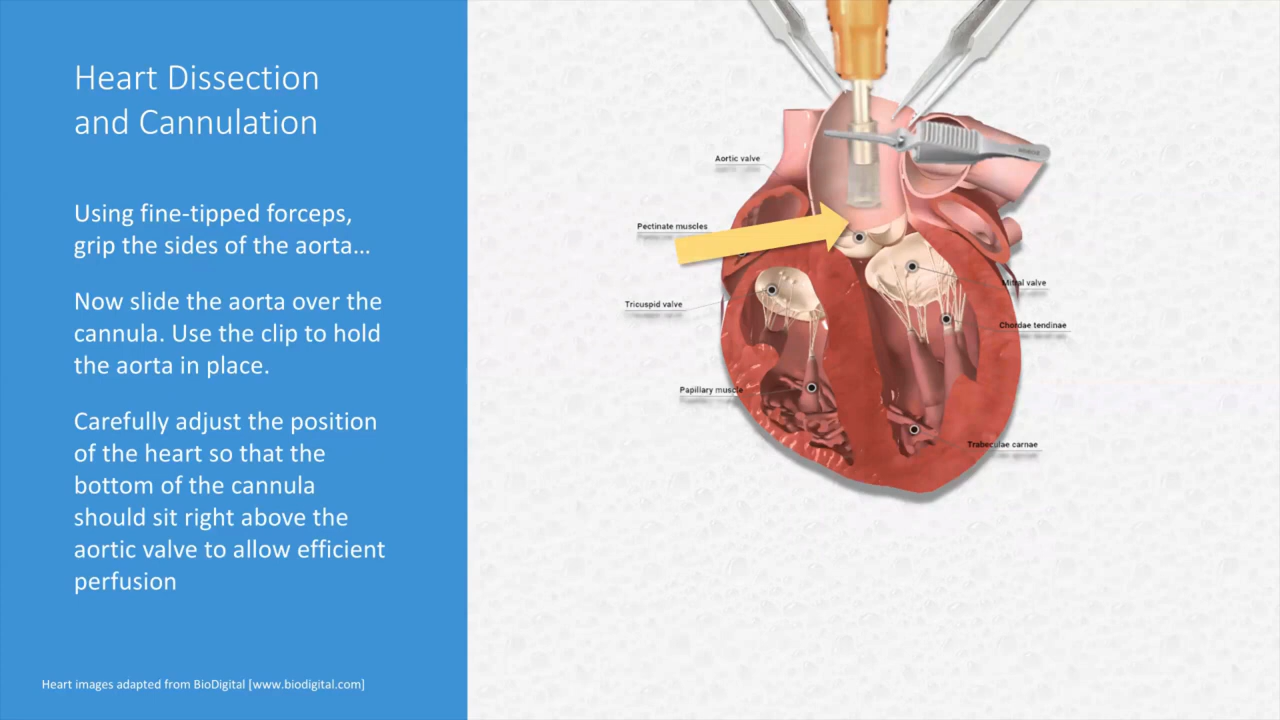 Heart Dissection
and Cannulation
Using fine-tipped forceps,
grip the sides of the aorta...
Now slide the aorta over the
cannula. Use the clip to hold
the aorta in place.
Carefully adjust the position
of the heart so that the
bottom of the cannula
should sit right above the
aortic valve to allow efficient
perfusion
Heart images adapted from BioDigital [www.biodigital.com]
Aortic valve
Pectinate muscles
Mitral valve
Tricuspid valve
Chordae tendinae
Papillary muscle
Trabeculae carnae